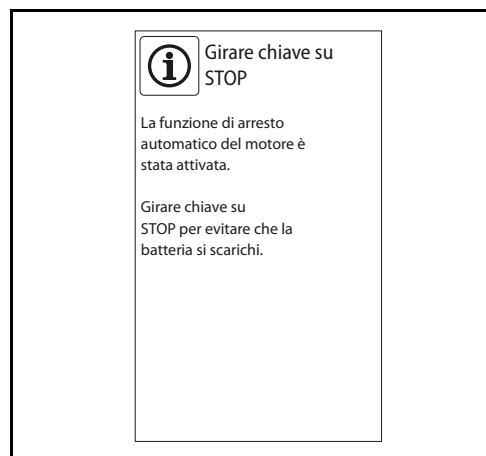 Girare chiave su
STOP
La funzione di arresto
automatico del motore è
stata attivata.
Girare chiave su
STOP per evitare che la
batteria si scarichi.